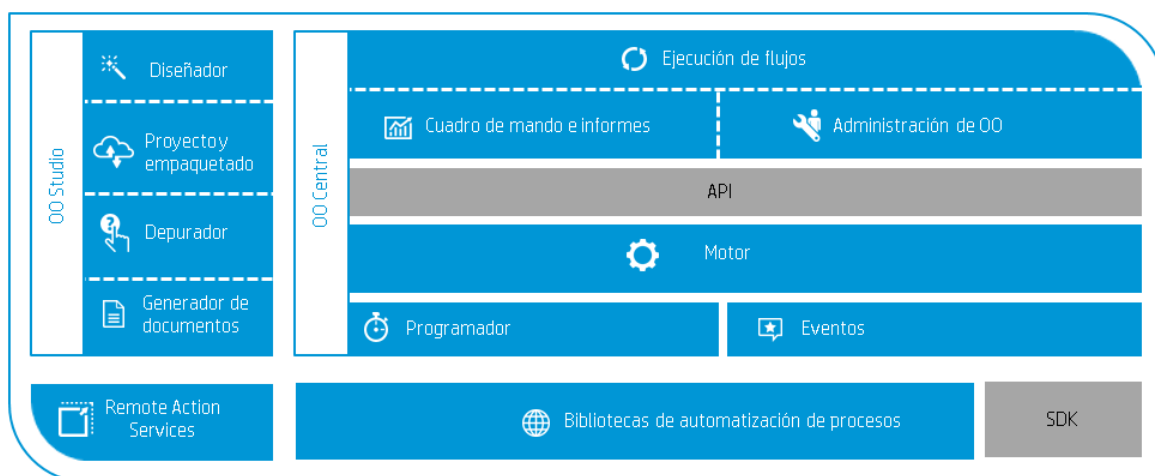 OO Studio
Diseñador
Proyecto y
empaquetado
Depurador
Generador de
documentos
OO Central
Ejecución de flujos
Cuadro de mando e informes
Administración de OO
API
Motor
Programador
Eventos
Remote Action
Services
Bibliotecas de automatización de procesos
SDK